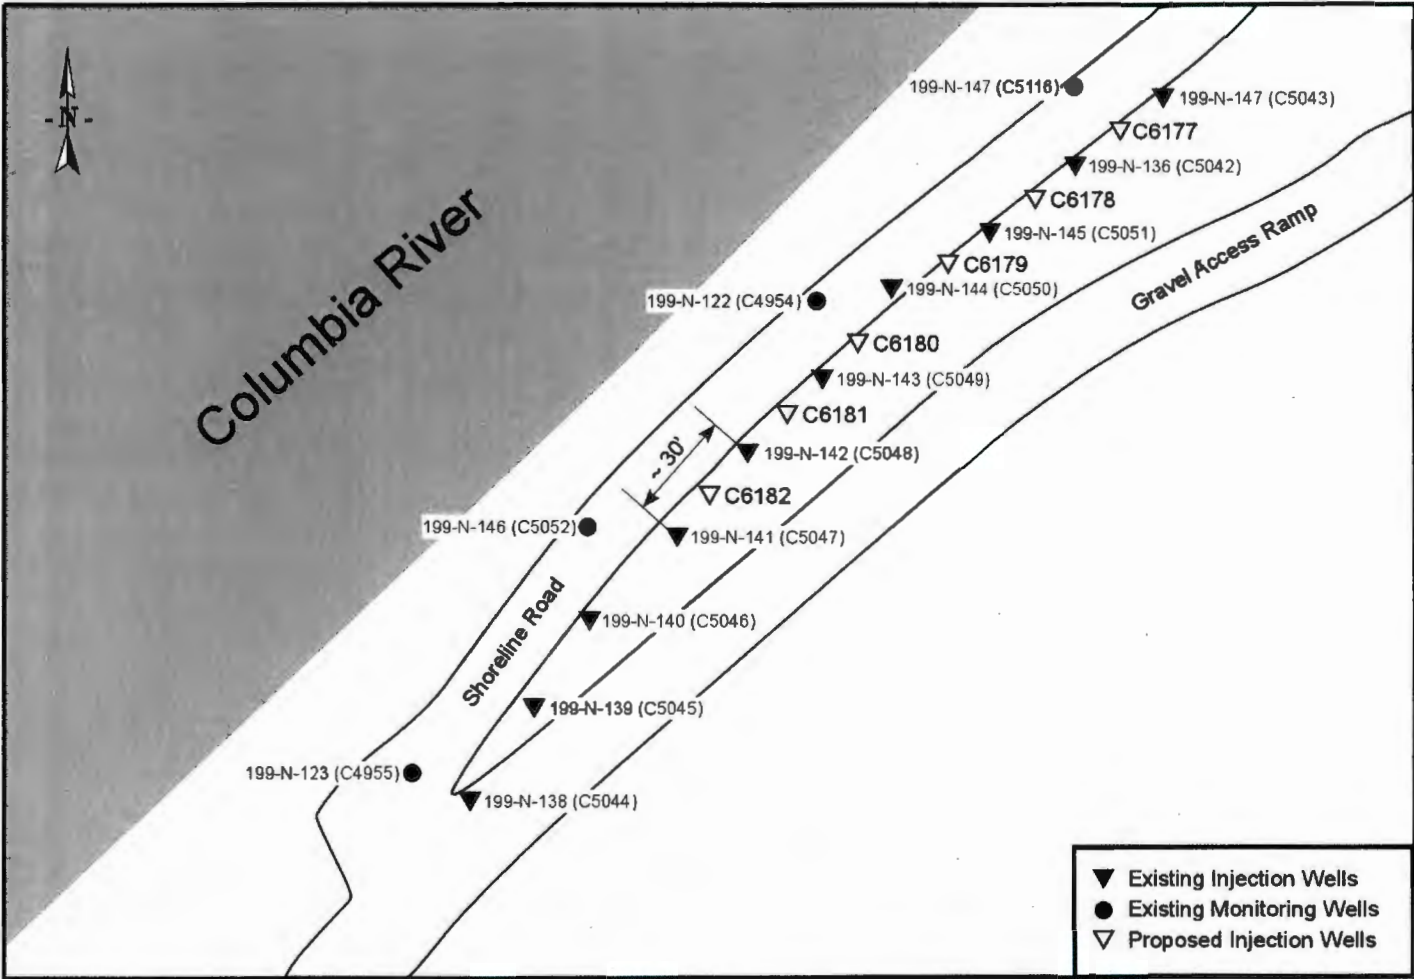 N
199-N-147 (C5116)
199-N-147 (C5043)
C6177
199-N-136 (C5042)
C6178
199-N-145 (C5051)
C6179
199-N-144 (C5050)
199-N-122 (C4954)
C6180
199-N-143 (C5049)
C6181
199-N-142 (C5048)
~ 30'
C6182
199-N-146 (C5052)
199-N-141 (C5047)
199-N-140 (C5046)
199-N-139 (C5045)
199-N-123 (C4955)
199-N-138 (C5044)
Columbia River
Shoreline Road
Gravel Access Ramp
Existing Injection Wells
Existing Monitoring Wells
Proposed Injection Wells